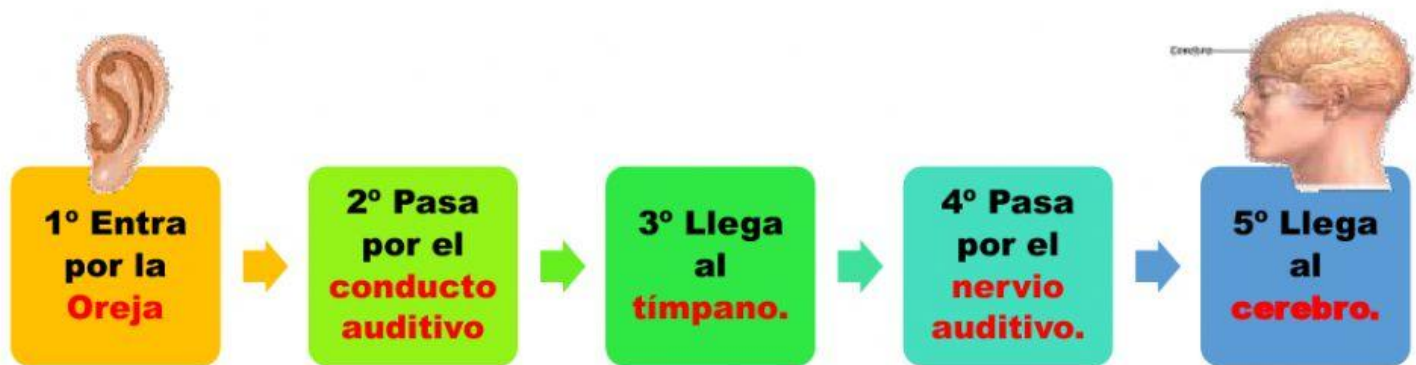 Cerebro
1º Entra
por la
Oreja
2º Pasa
por el
conducto
auditivo
3º Llega
al
tímpano.
4º Pasa
por el
nervio
auditivo.
5º Llega
al
cerebro.